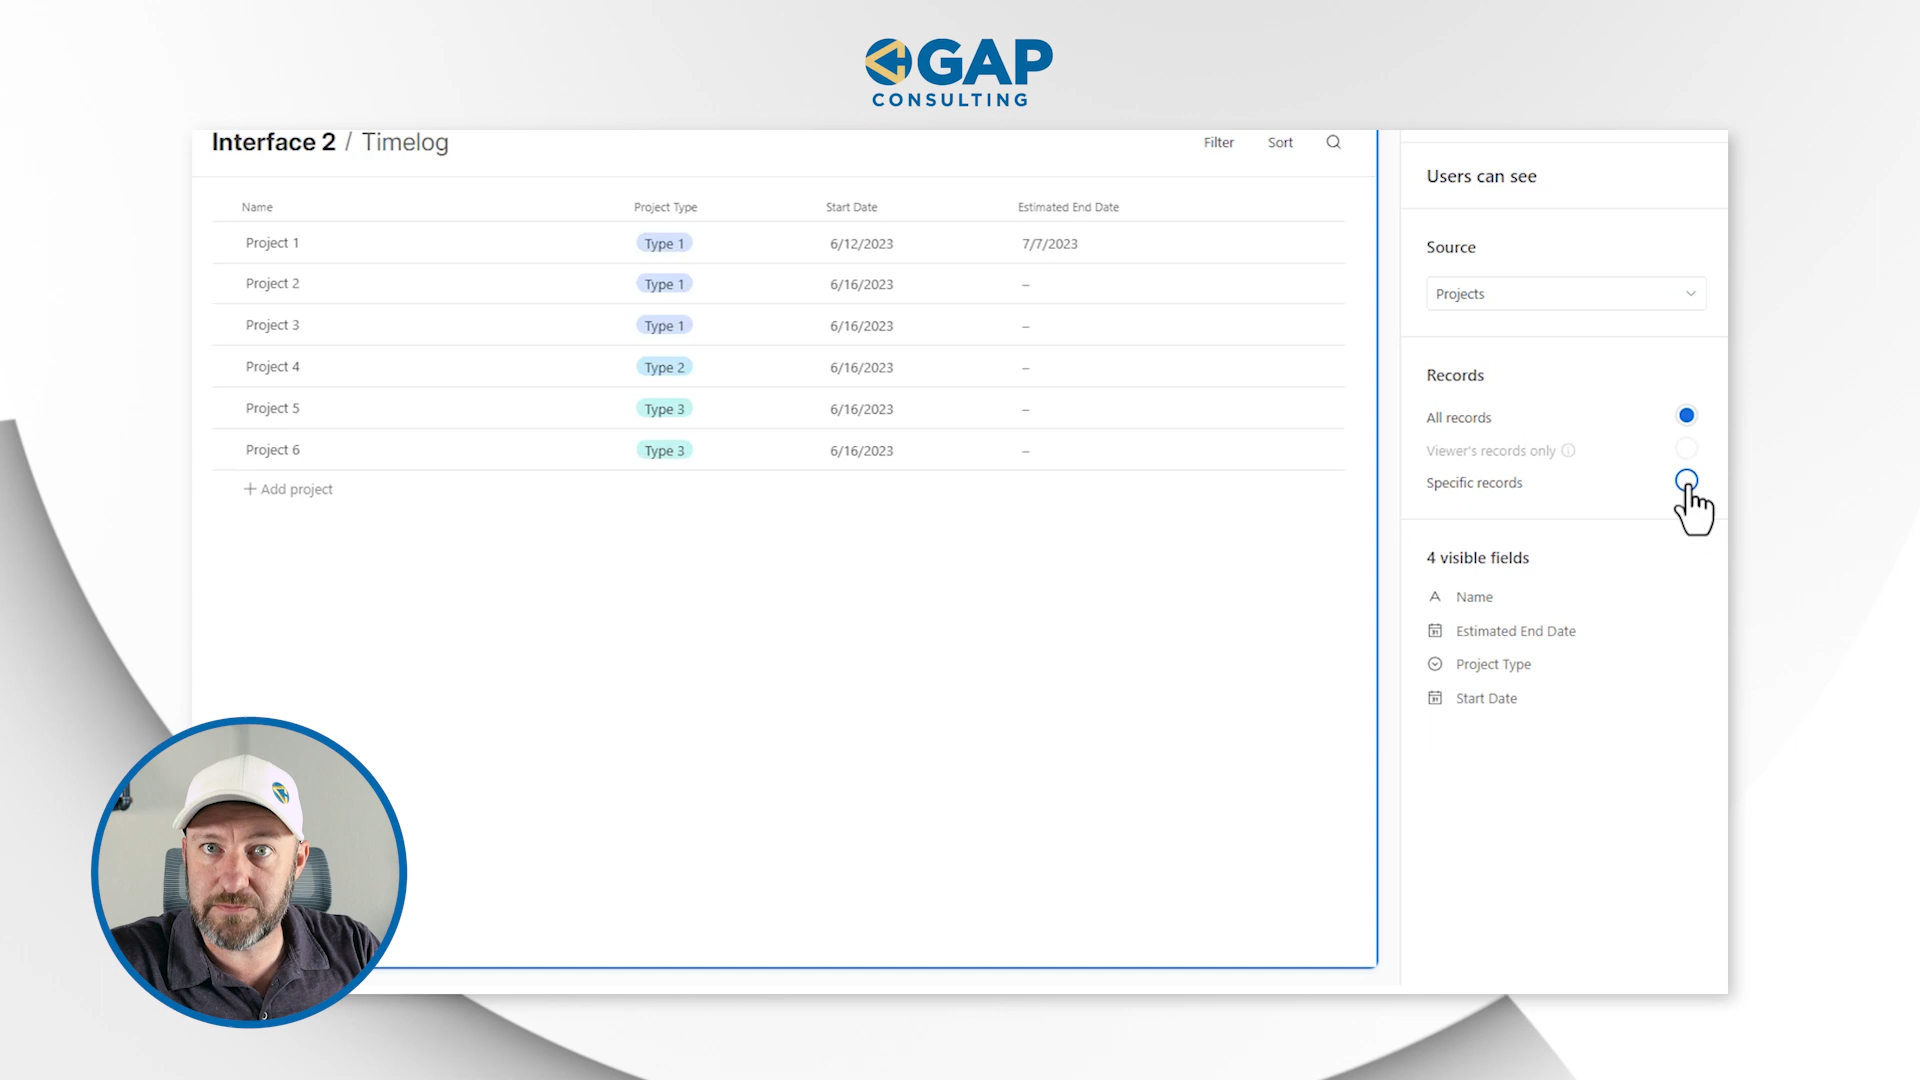 GAP
CONSULTING
Interface 2 / Timelog
Filter
Sort
Name
Project Type
Start Date
Estimated End Date
Project 1
Type 1
6/12/2023
7/7/2023
Project 2
Type 1
6/16/2023
–
Project 3
Type 1
6/16/2023
–
Project 4
Type 2
6/16/2023
–
Project 5
Type 3
6/16/2023
–
Project 6
Type 3
6/16/2023
–
+ Add project
Users can see
Source
Projects
Records
All records
Viewer's records only
Specific records
4 visible fields
Name
Estimated End Date
Project Type
Start Date